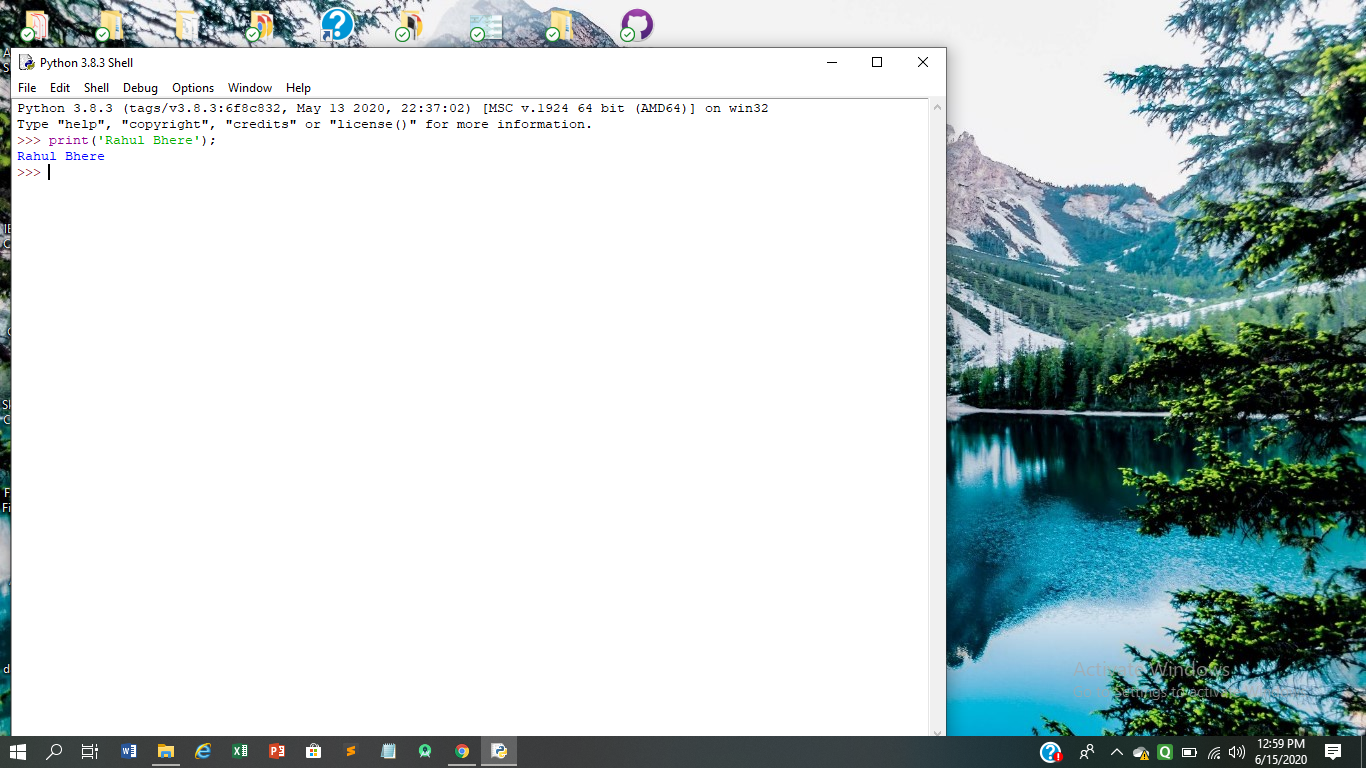 Python 3.8.3 Shell
File Edit Shell Debug Options Window Help
Python 3.8.3 (tags/v3.8.3:6f8c832, May 13 2020, 22:37:02) [MSC v.1924 64 bit (AMD64)] on win32
Type "help", "copyright", "credits" or "license()" for more information.
>>> print('Rahul Bhere');
Rahul Bhere
>>>
Activate Windows
Go to Settings to activate
12:59 PM
6/15/2020